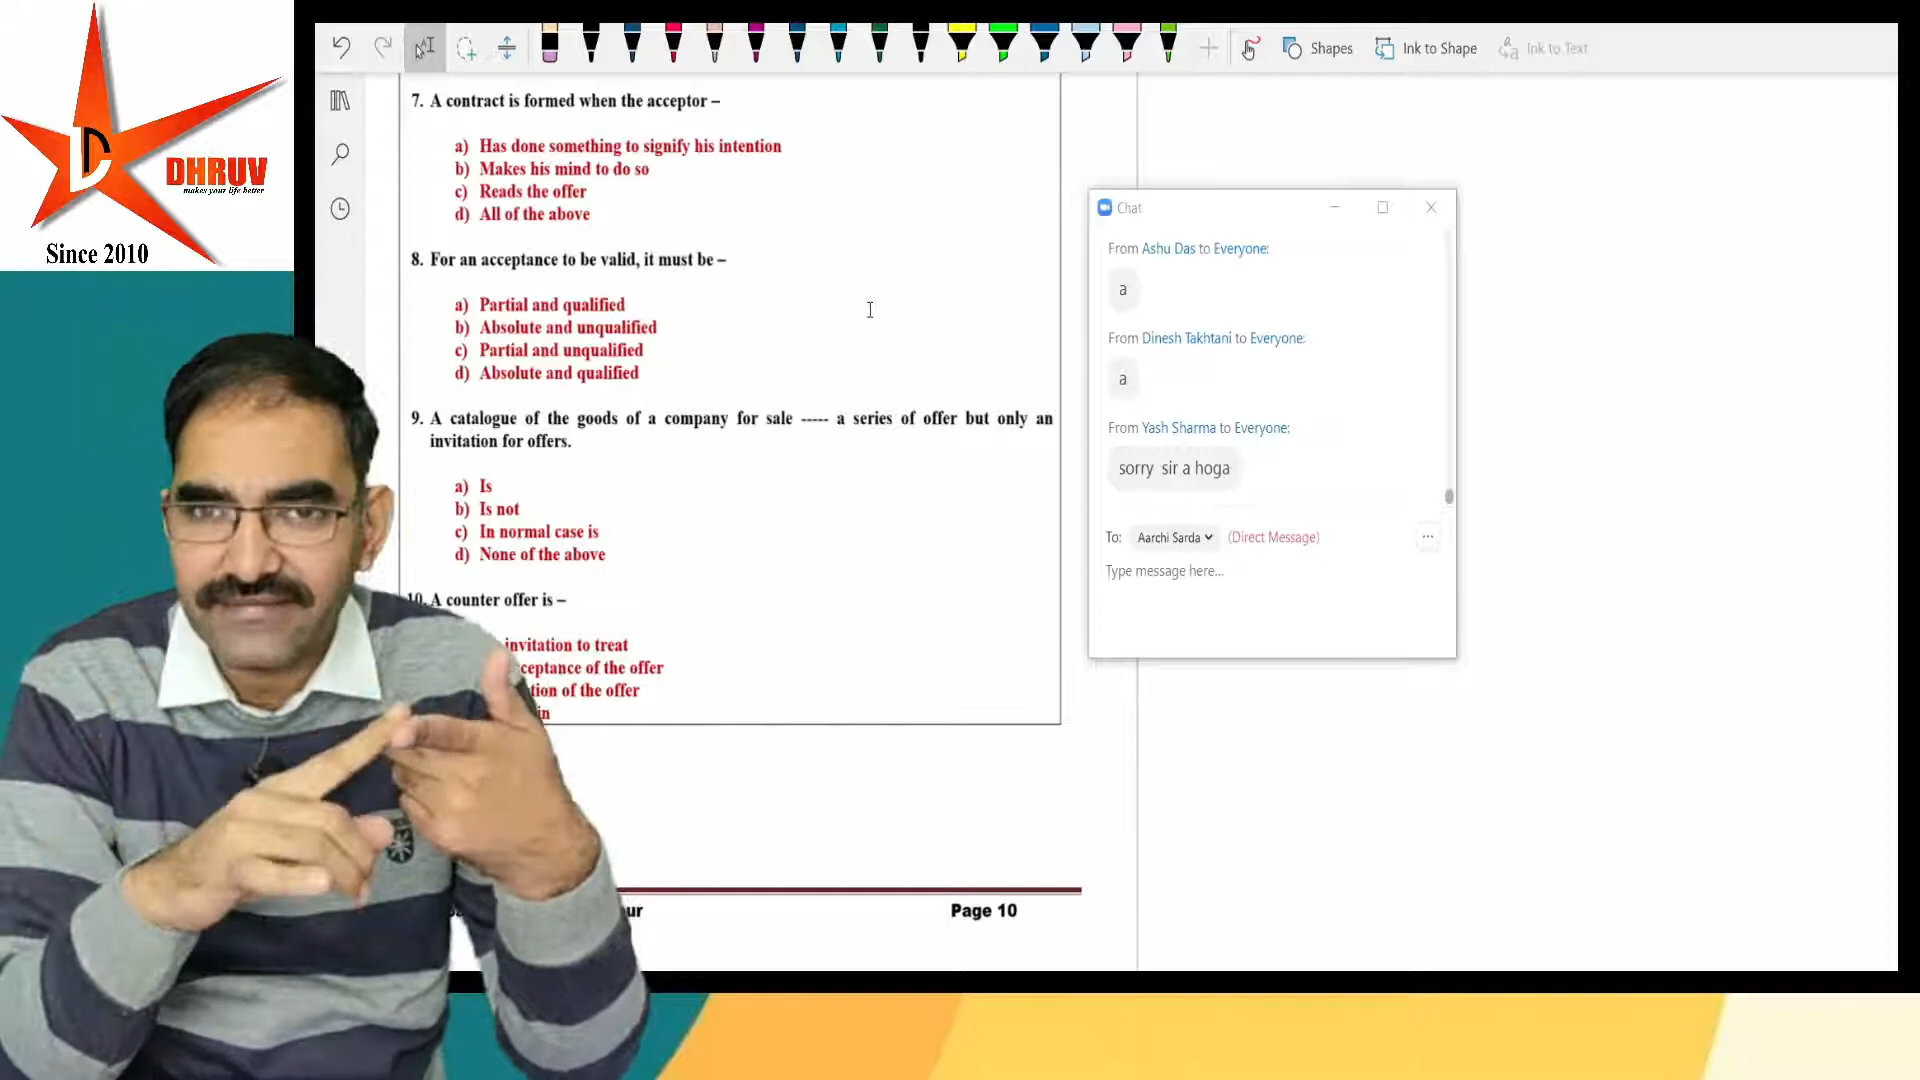 DHRUV
makes your life better
Since 2010
Shapes
Ink to Shape
Ink to Text
7. A contract is formed when the acceptor –
a) Has done something to signify his intention
b) Makes his mind to do so
c) Reads the offer
d) All of the above
8. For an acceptance to be valid, it must be –
a) Partial and qualified
b) Absolute and unqualified
c) Partial and unqualified
d) Absolute and qualified
9. A catalogue of the goods of a company for sale ----- a series of offer but only an
invitation for offers.
a) Is
b) Is not
c) In normal case is
d) None of the above
10. A counter offer is –
invitation to treat
ceptance of the offer
tion of the offer
in
ur
Page 10
Chat
From Ashu Das to Everyone:
a
From Dinesh Takhtani to Everyone:
a
From Yash Sharma to Everyone:
sorry sir a hoga
To: Aarchi Sarda (Direct Message)
Type message here...